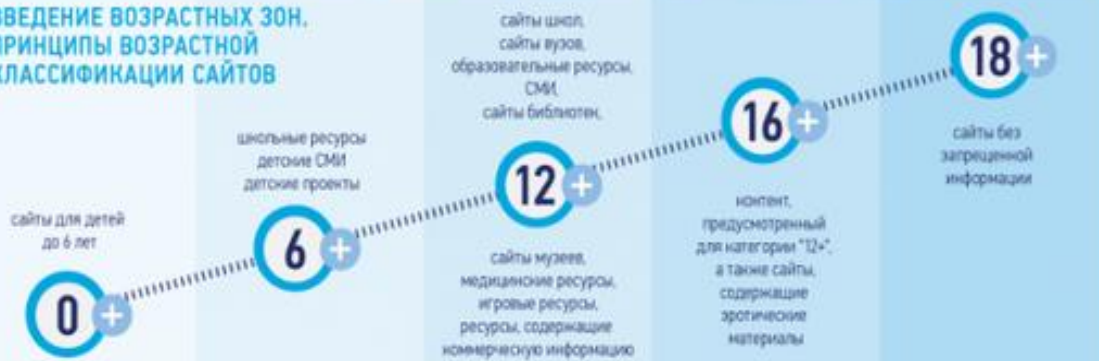 ВВЕДЕНИЕ ВОЗРАСТНЫХ ЗОН.
ПРИНЦИПЫ ВОЗРАСТНОЙ
КЛАССИФИКАЦИИ САЙТОВ
сайты для детей
до 6 лет
0 +
школьные ресурсы
детские СМИ
детские проекты
6 +
сайты школ,
сайты вузов,
образовательные ресурсы,
СМИ,
сайты библиотек,
12 +
сайты музеев,
медицинские ресурсы,
игровые ресурсы,
ресурсы, содержащие
коммерческую информацию
16 +
контент,
предусмотренный
для категории "12+",
а также сайты,
содержащие
эротические
материалы
18 +
сайты без
запрещенной
информации